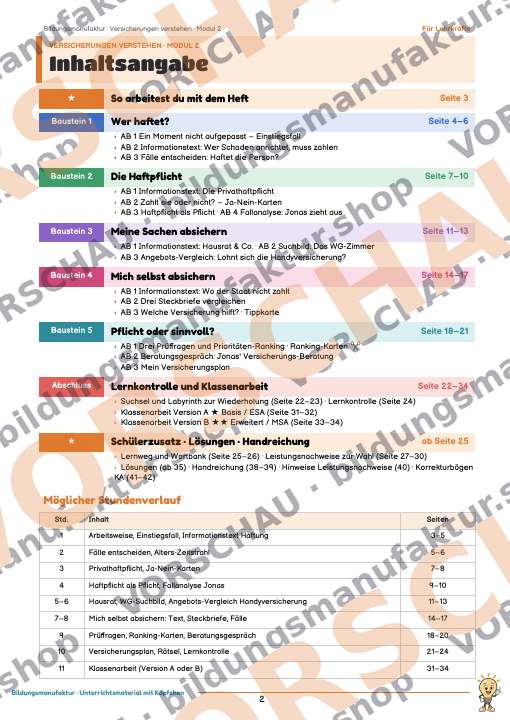 Bildungsmanufaktur · Versicherungen verstehen · Modul 2
Für Lehrkräfte
VERSICHERUNGEN VERSTEHEN · MODUL 2
Inhaltsangabe
★ So arbeitest du mit dem Heft Seite 3
Baustein 1 Wer haftet? Seite 4–6
› AB 1 Ein Moment nicht aufgepasst – Einstiegsfall
› AB 2 Informationstext: Wer Schaden anrichtet, muss zahlen
› AB 3 Fälle entscheiden: Haftet die Person?
Baustein 2 Die Haftpflicht Seite 7–10
› AB 1 Informationstext: Die Privathaftpflicht
› AB 2 Zahlt sie oder nicht? – Ja-Nein-Karten
› AB 3 Haftpflicht als Pflicht · AB 4 Fallanalyse: Jonas zieht aus
Baustein 3 Meine Sachen absichern Seite 11–13
› AB 1 Informationstext: Hausrat & Co. · AB 2 Suchbild: Das WG-Zimmer
› AB 3 Angebots-Vergleich: Lohnt sich die Handyversicherung?
Baustein 4 Mich selbst absichern Seite 14–17
› AB 1 Informationstext: Wo der Staat nicht zahlt
› AB 2 Drei Steckbriefe vergleichen
› AB 3 Welche Versicherung hilft? · Tippkarte
Baustein 5 Pflicht oder sinnvoll? Seite 18–21
› AB 1 Drei Prüffragen und Prioritäten-Ranking · Ranking-Karten
› AB 2 Beratungsgespräch: Jonas' Versicherungs-Beratung
› AB 3 Mein Versicherungsplan
Abschluss Lernkontrolle und Klassenarbeit Seite 22–34
› Suchsel und Labyrinth zur Wiederholung (Seite 22–23) · Lernkontrolle (Seite 24)
› Klassenarbeit Version A ★ Basis / ESA (Seite 31–32)
› Klassenarbeit Version B ★★ Erweitert / MSA (Seite 33–34)
★ Schülerzusatz · Lösungen · Handreichung ab Seite 25
› Lernweg und Wortbank (Seite 25–26) · Leistungsnachweise zur Wahl (Seite 27–30)
› Lösungen (ab 35) · Handreichung (38–39) · Hinweise Leistungsnachweise (40) · Korrekturbögen
KA (41–42)
Möglicher Stundenverlauf
Std. Inhalt Seiten
1 Arbeitsweise, Einstiegsfall, Informationstext Haftung 3–5
2 Fälle entscheiden, Alters-Zeitstrahl 5–6
3 Privathaftpflicht, Ja-Nein-Karten 7–8
4 Haftpflicht als Pflicht, Fallanalyse Jonas 9–10
5–6 Hausrat, WG-Suchbild, Angebots-Vergleich Handyversicherung 11–13
7–8 Mich selbst absichern: Text, Steckbriefe, Fälle 14–17
9 Prüffragen, Ranking-Karten, Beratungsgespräch 18–20
10 Versicherungsplan, Rätsel, Lernkontrolle 21–24
11 Klassenarbeit (Version A oder B) 31–34
Bildungsmanufaktur · Unterrichtsmaterial mit Köpfchen
2
VORSCHAU · bildungsmanufaktur.shop